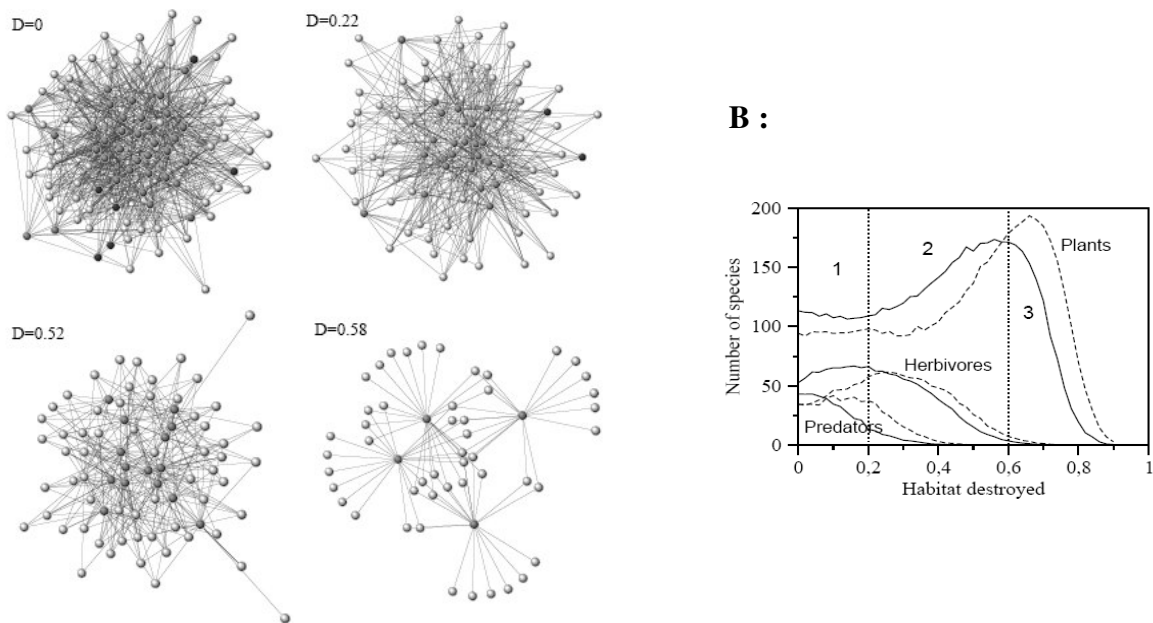 D=0
D=0.22
D=0.52
D=0.58
B :
200
150
100
50
0
Number of species
1
2
3
Plants
Herbivores
Predators
0
0,2
0,4
0,6
0,8
1
Habitat destroyed